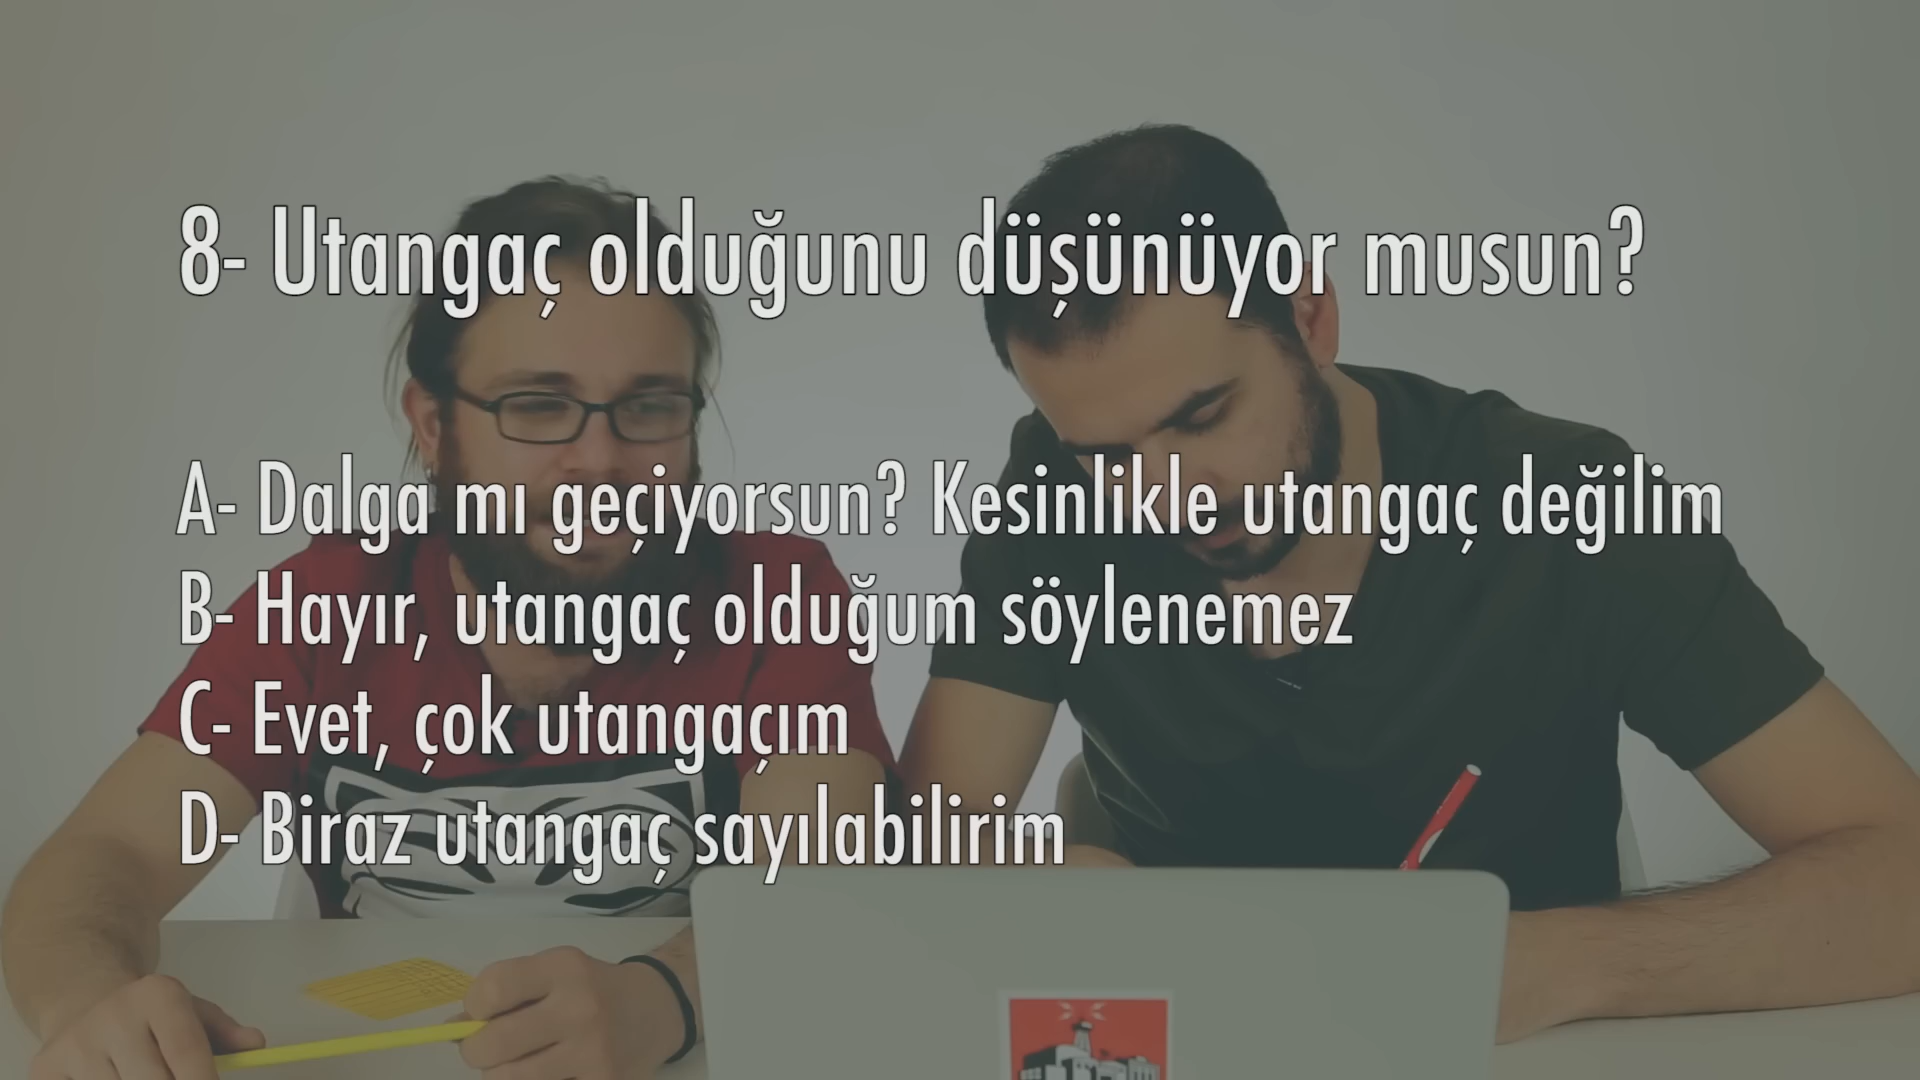 8- Utangaç olduğunu düşünüyor musun?
A- Dalga mı geçiyorsun? Kesinlikle utangaç değilim
B- Hayır, utangaç olduğum söylenemez
C- Evet, çok utangaçım
D- Biraz utangaç sayılabilirim